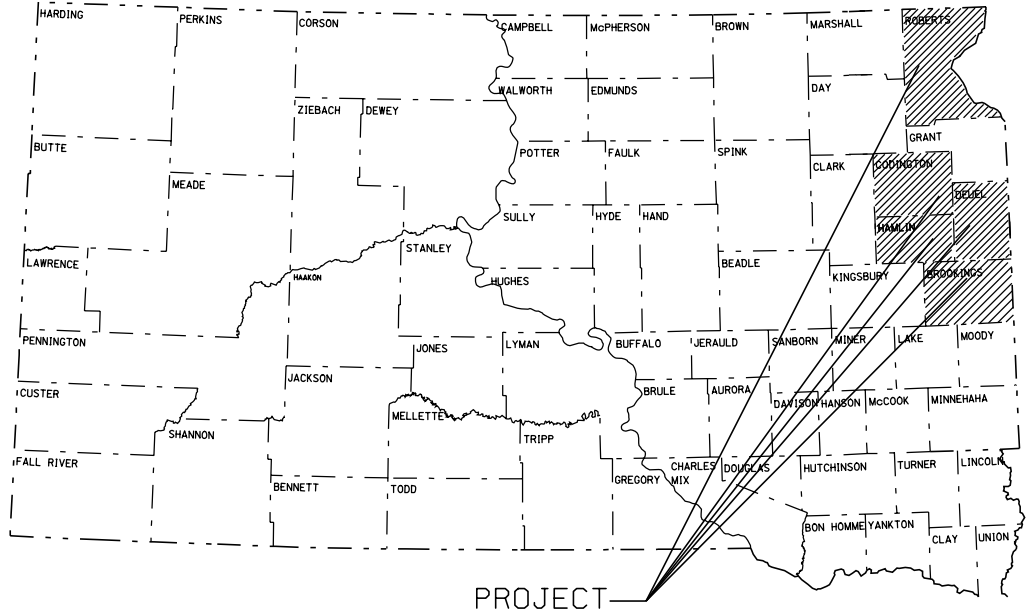 HARDING
PERKINS
CORSON
CAMPBELL
McPHERSON
BROWN
MARSHALL
ROBERTS
WALWORTH
EDMUNDS
DAY
ZIEBACH
DEWEY
GRANT
BUTTE
POTTER
FAULK
SPINK
CLARK
CODINGTON
MEADE
DEUEL
SULLY
HYDE
HAND
HAMLIN
STANLEY
LAWRENCE
HAAKON
HUGHES
BEADLE
KINGSBURY
BROOKINGS
PENNINGTON
JONES
LYMAN
BUFFALO
JERAULD
SANBORN
MINER
LAKE
MOODY
JACKSON
CUSTER
BRULE
AURORA
DAVISON
HANSON
McCOOK
MINNEHAHA
MELLETTE
SHANNON
TRIPP
FALL RIVER
GREGORY
CHARLES
MIX
DOUGLAS
HUTCHINSON
TURNER
LINCOLN
BENNETT
TODD
BON HOMME
YANKTON
CLAY
UNION
PROJECT